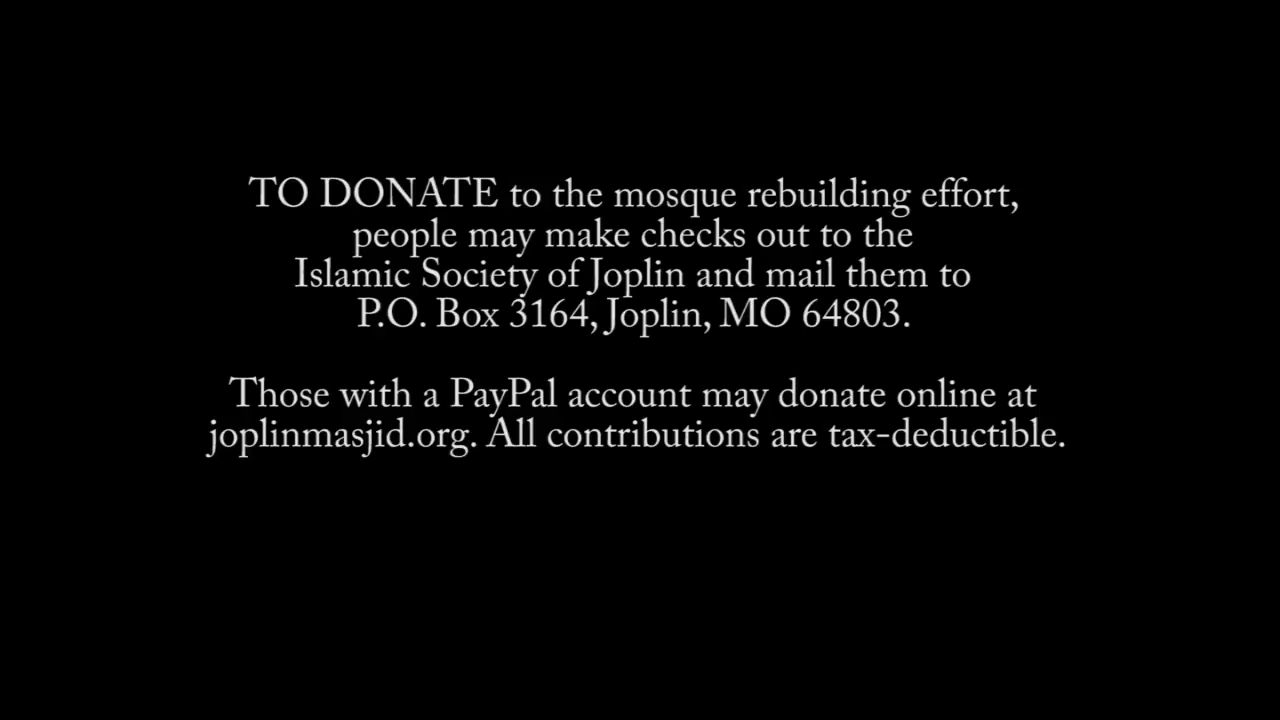 TO DONATE to the mosque rebuilding effort,
people may make checks out to the
Islamic Society of Joplin and mail them to
P.O. Box 3164, Joplin, MO 64803.
Those with a PayPal account may donate online at
joplinmasjid.org. All contributions are tax-deductible.